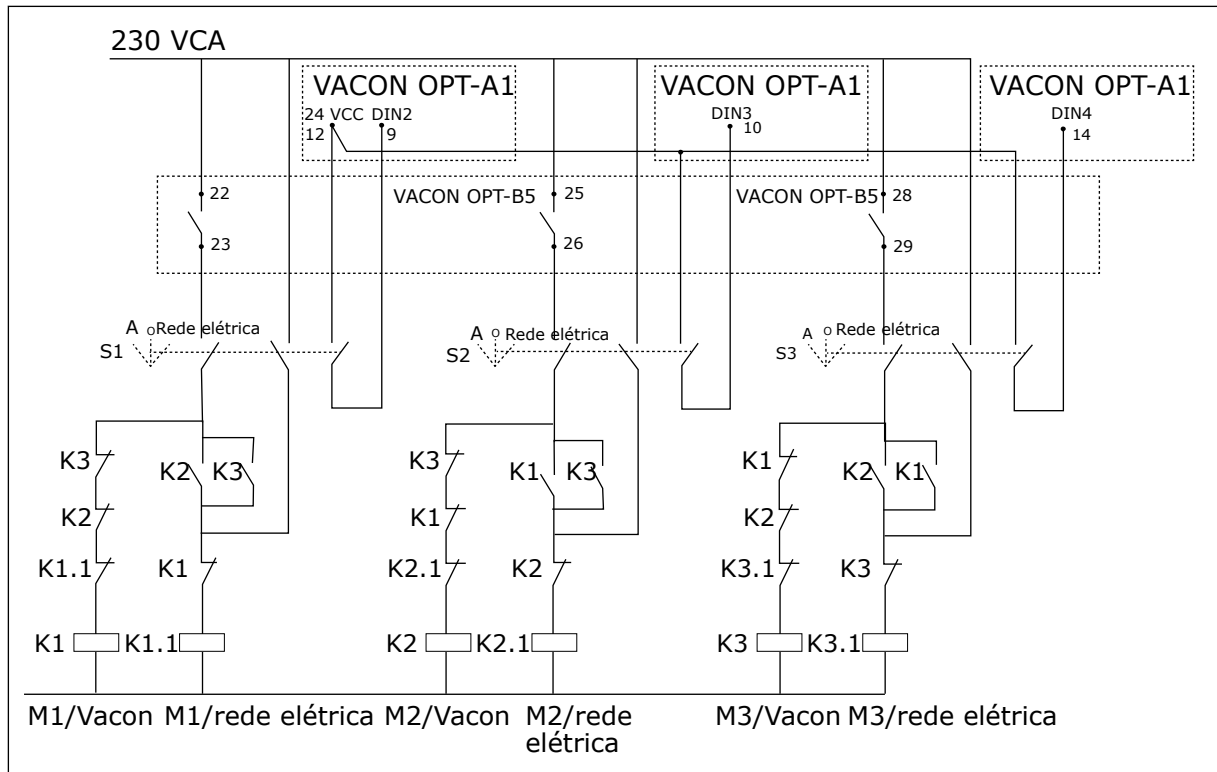 230 VCA
VACON OPT-A1
VACON OPT-A1
VACON OPT-A1
24 VCC DIN2
12
9
DIN3
10
DIN4
14
22
VACON OPT-B5
25
VACON OPT-B5
28
23
26
29
A O Rede elétrica
S1
A O Rede elétrica
S2
A O Rede elétrica
S3
K3
K2
K3
K3
K1
K3
K1
K2
K1
K2
K1
K2
K1.1
K1
K2.1
K2
K3.1
K3
K1
K1.1
K2
K2.1
K3
K3.1
M1/Vacon
M1/rede elétrica
M2/Vacon
M2/rede
elétrica
M3/Vacon
M3/rede elétrica